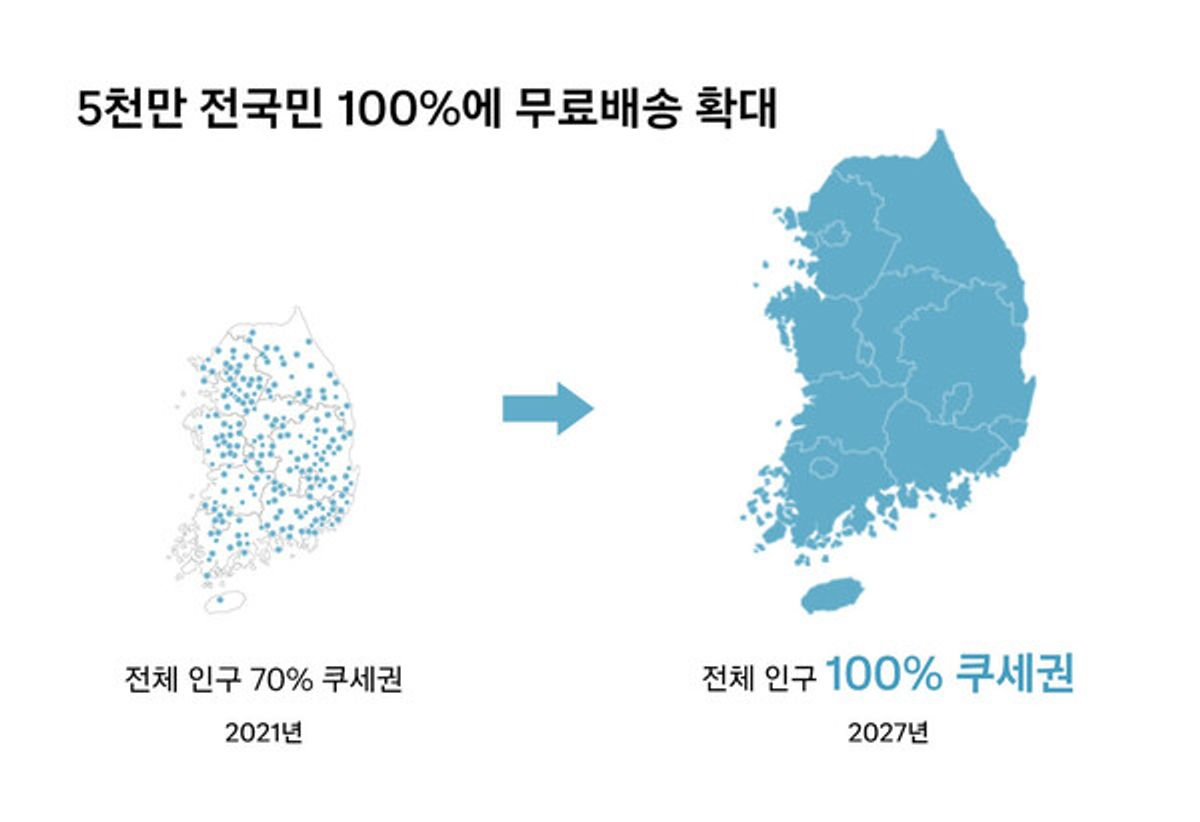 5천만 전국민 100%에 무료배송 확대
전체 인구 70% 쿠세권
2021년
전체 인구 100% 쿠세권
2027년